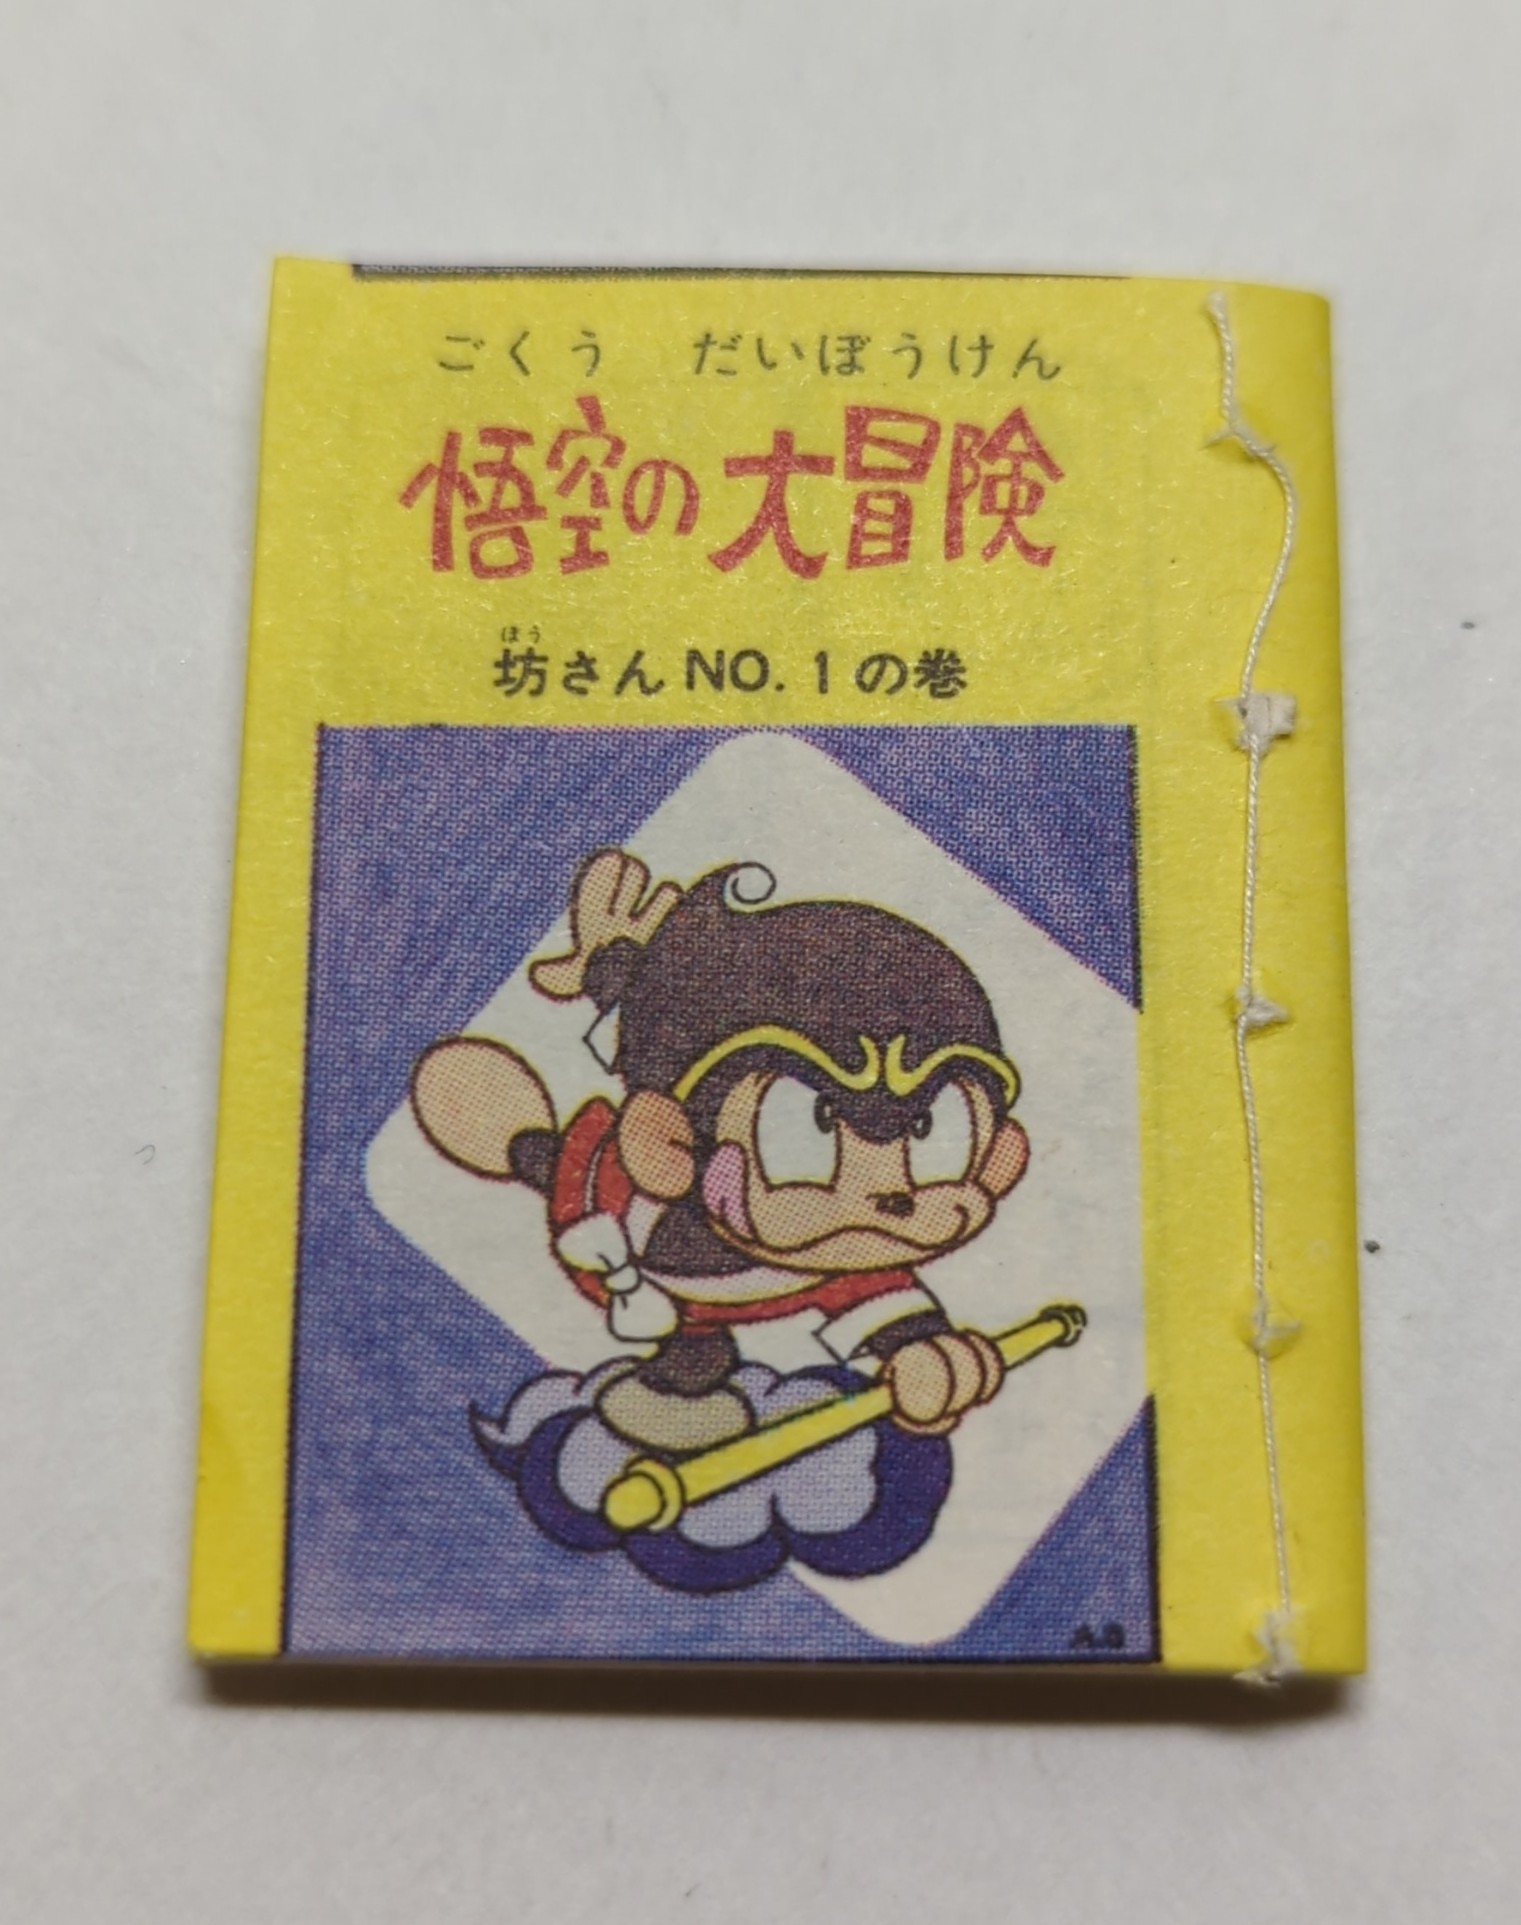 ごくう だいぼうけん
悟空の大冒険
ぼう
坊さんNO.1の巻